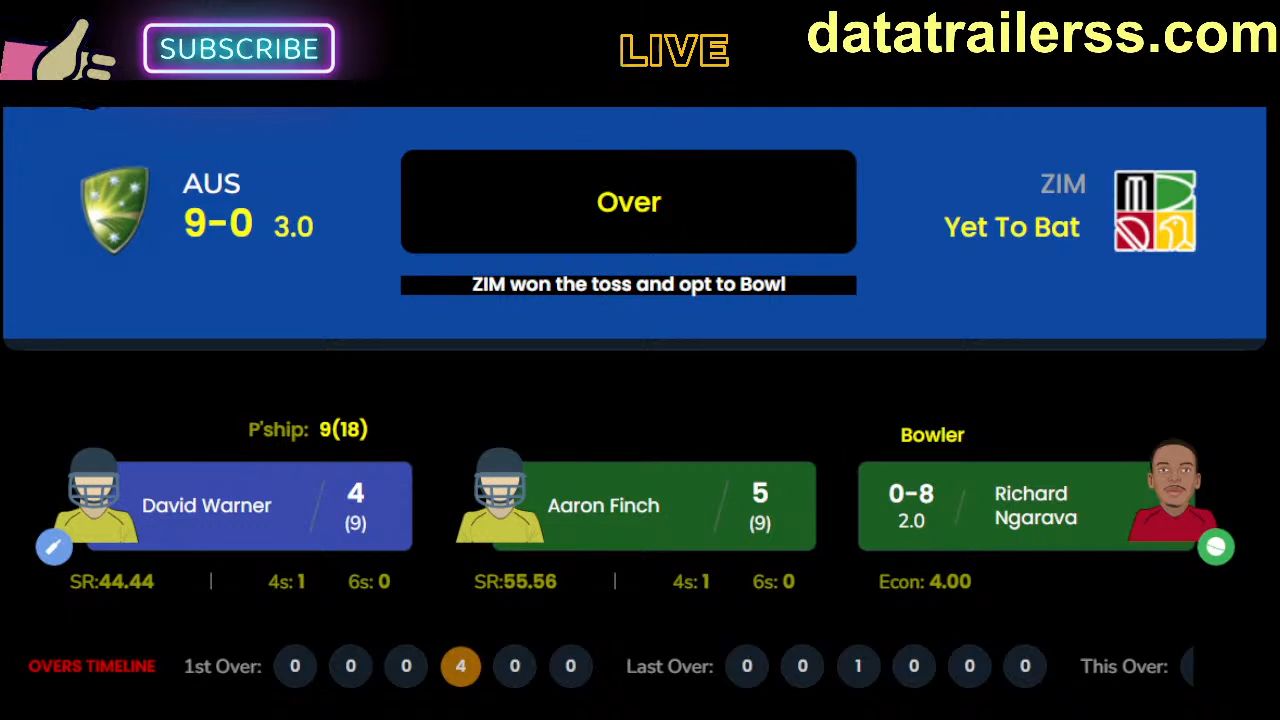 SUBSCRIBE
LIVE
datatrailerss.com
AUS
9-0 3.0
Over
ZIM
Yet To Bat
ZIM won the toss and opt to Bowl
P'ship: 9(18)
Bowler
David Warner
4
(9)
Aaron Finch
5
(9)
0-8
2.0
Richard
Ngarava
SR:44.44 | 4s: 1 6s: 0
SR:55.56 | 4s: 1 6s: 0
Econ: 4.00
OVERS TIMELINE 1st Over: 0 0 0 4 0 0 Last Over: 0 0 1 0 0 0 This Over: